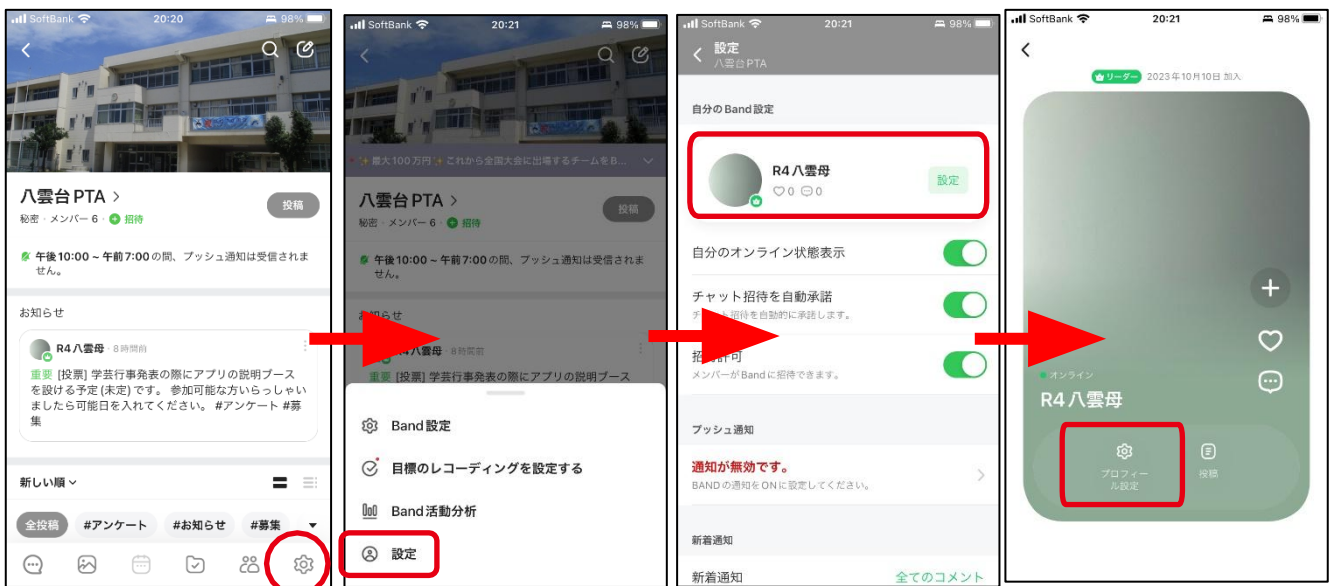 SoftBank 20:20 98%
八雲台 PTA >
投稿
秘密・メンバー 6・招待
午後10:00 ~ 午前7:00 の間、プッシュ通知は受信されま
せん。
お知らせ
R4 八雲母・8時間前
重要 [投票] 学芸行事発表の際にアプリの説明ブース
を設ける予定 (未定) です。 参加可能な方いらっしゃい
ましたら可能日を入れてください。 #アンケート #募
集
新しい順
全投稿 #アンケート #お知らせ #募集
SoftBank 20:21 98%
最大100万円 これから全国大会に出場するチームをB...
八雲台 PTA >
投稿
秘密・メンバー 6・招待
午後10:00 ~ 午前7:00 の間、プッシュ通知は受信されま
せん。
お知らせ
R4 八雲母・8時間前
重要 [投票] 学芸行事発表の際にアプリの説明ブース
Band 設定
目標のレコーディングを設定する
Band 活動分析
設定
SoftBank 20:21 98%
設定
八雲台 PTA
自分の Band 設定
R4 八雲母
0 0
設定
自分のオンライン状態表示
チャット招待を自動承諾
チャット招待を自動的に承諾します。
招待許可
メンバーが Band に招待できます。
プッシュ通知
通知が無効です。
BAND の通知を ON に設定してください。
新着通知
新着通知 全てのコメント
SoftBank 20:21 98%
リーダー 2023年10月10日 加入
オンライン
R4 八雲母
プロフィー
ル設定
投稿